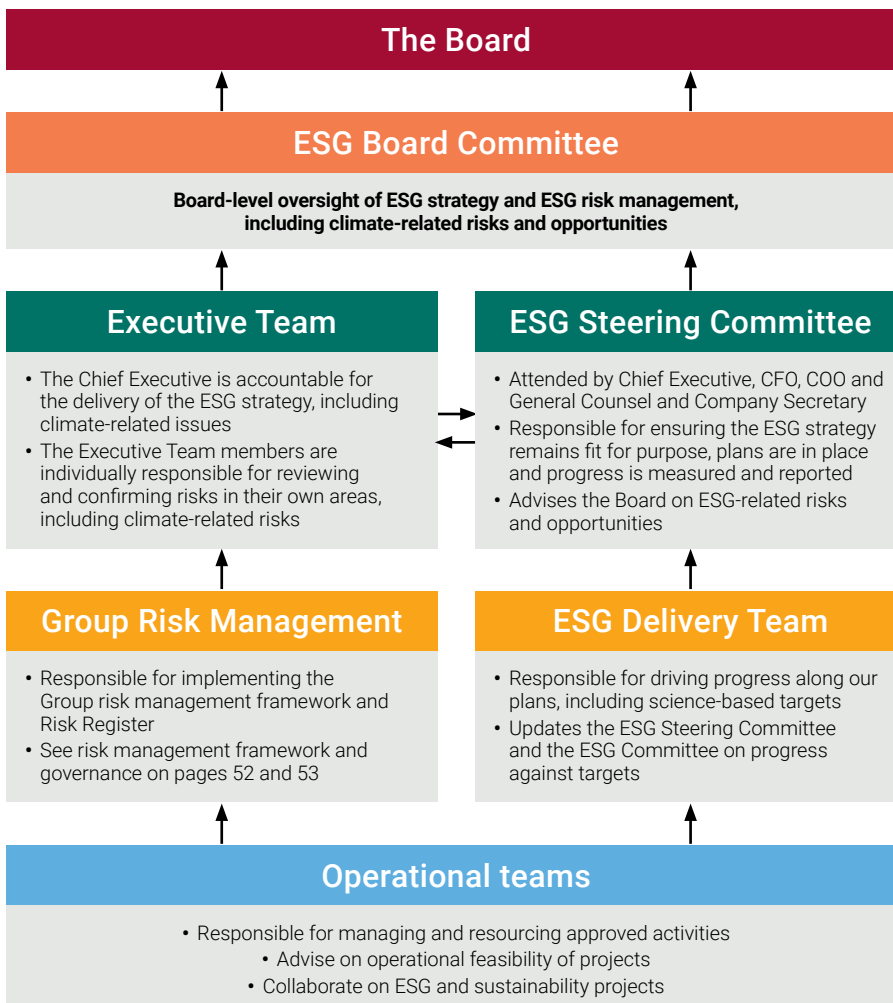 The Board
ESG Board Committee
Board-level oversight of ESG strategy and ESG risk management,
including climate-related risks and opportunities
Executive Team
• The Chief Executive is accountable for
the delivery of the ESG strategy, including
climate-related issues
• The Executive Team members are
individually responsible for reviewing
and confirming risks in their own areas,
including climate-related risks
ESG Steering Committee
• Attended by Chief Executive, CFO, COO and
General Counsel and Company Secretary
• Responsible for ensuring the ESG strategy
remains fit for purpose, plans are in place
and progress is measured and reported
• Advises the Board on ESG-related risks
and opportunities
Group Risk Management
• Responsible for implementing the
Group risk management framework and
Risk Register
• See risk management framework and
governance on pages 52 and 53
ESG Delivery Team
• Responsible for driving progress along our
plans, including science-based targets
• Updates the ESG Steering Committee
and the ESG Committee on progress
against targets
Operational teams
• Responsible for managing and resourcing approved activities
• Advise on operational feasibility of projects
• Collaborate on ESG and sustainability projects